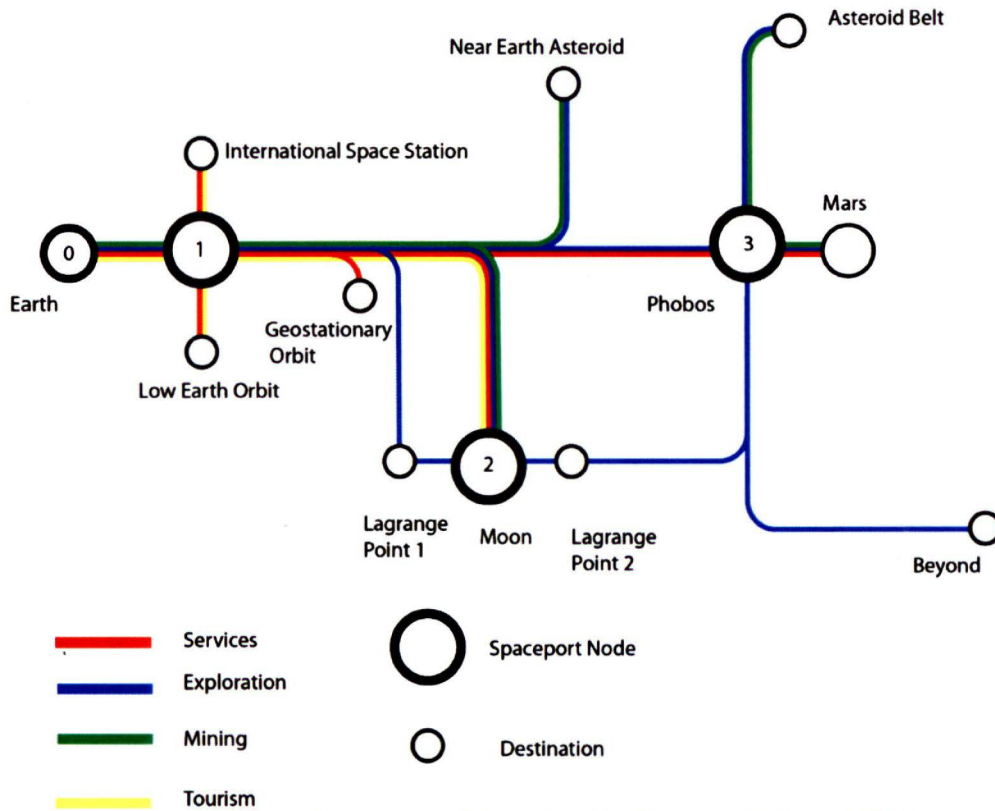 Asteroid Belt
Near Earth Asteroid
International Space Station
Mars
0
1
3
Earth
Phobos
Geostationary
Orbit
Low Earth Orbit
2
Lagrange
Point 1
Moon
Lagrange
Point 2
Beyond
Services
Exploration
Mining
Tourism
Spaceport Node
Destination